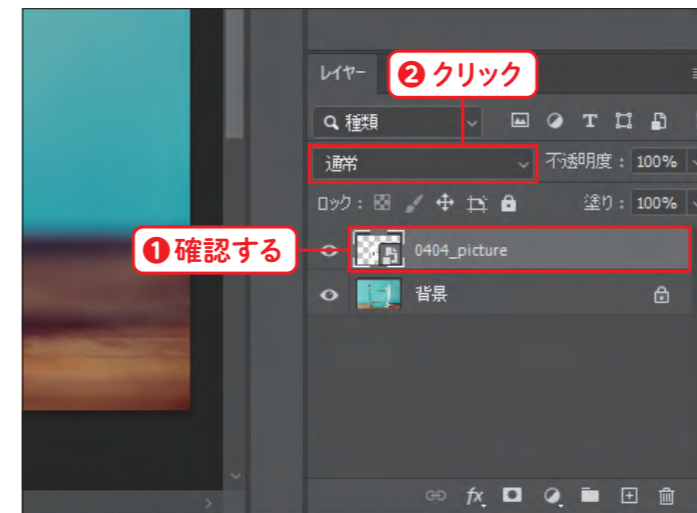 レイヤー
❷クリック
種類
T
通常
不透明度： 100%
ロック：
塗り： 100%
❶確認する
0404_picture
背景
fx